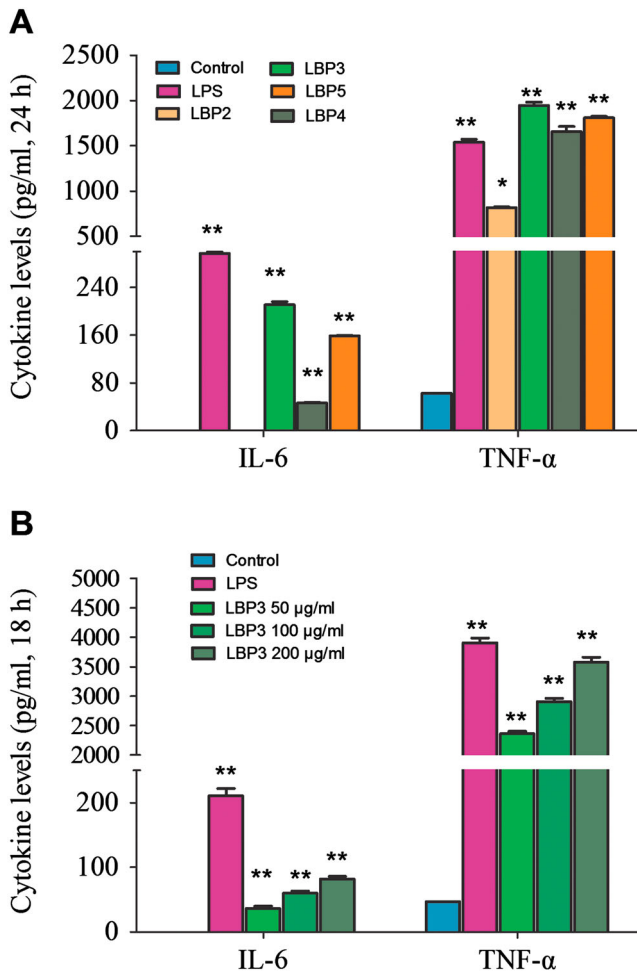 A
Cytokine levels (pg/ml, 24 h)
2500
2000
1500
1000
500
240
160
80
0
Control
LPS
LBP2
LBP3
LBP5
LBP4
**
**
**
**
**
*
**
**
**
IL-6
TNF-α
B
Cytokine levels (pg/ml, 18 h)
5000
4500
4000
3500
3000
2500
2000
200
100
0
Control
LPS
LBP3 50 µg/ml
LBP3 100 µg/ml
LBP3 200 µg/ml
**
**
**
**
**
**
**
**
IL-6
TNF-α